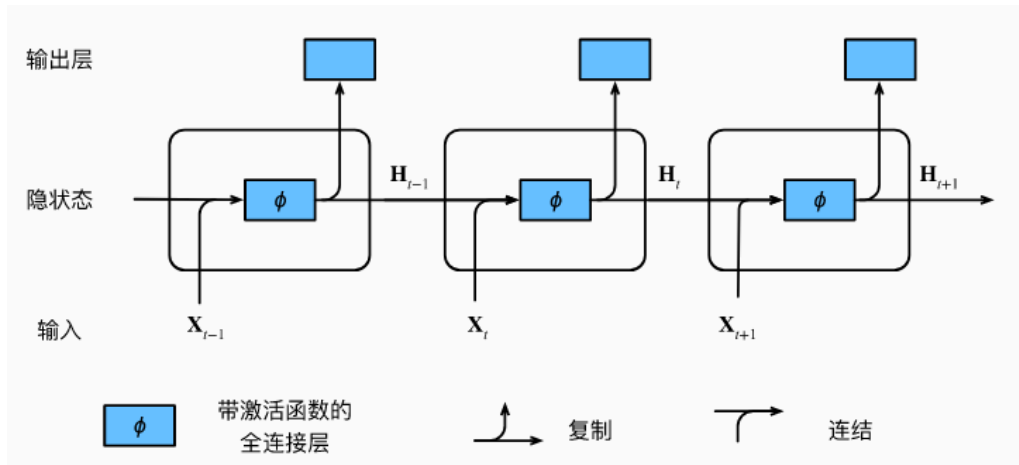 输出层
隐状态
ϕ
H_{t−1}
ϕ
H_t
ϕ
H_{t+1}
输入
X_{t−1}
X_t
X_{t+1}
ϕ
带激活函数的
全连接层
复制
连结